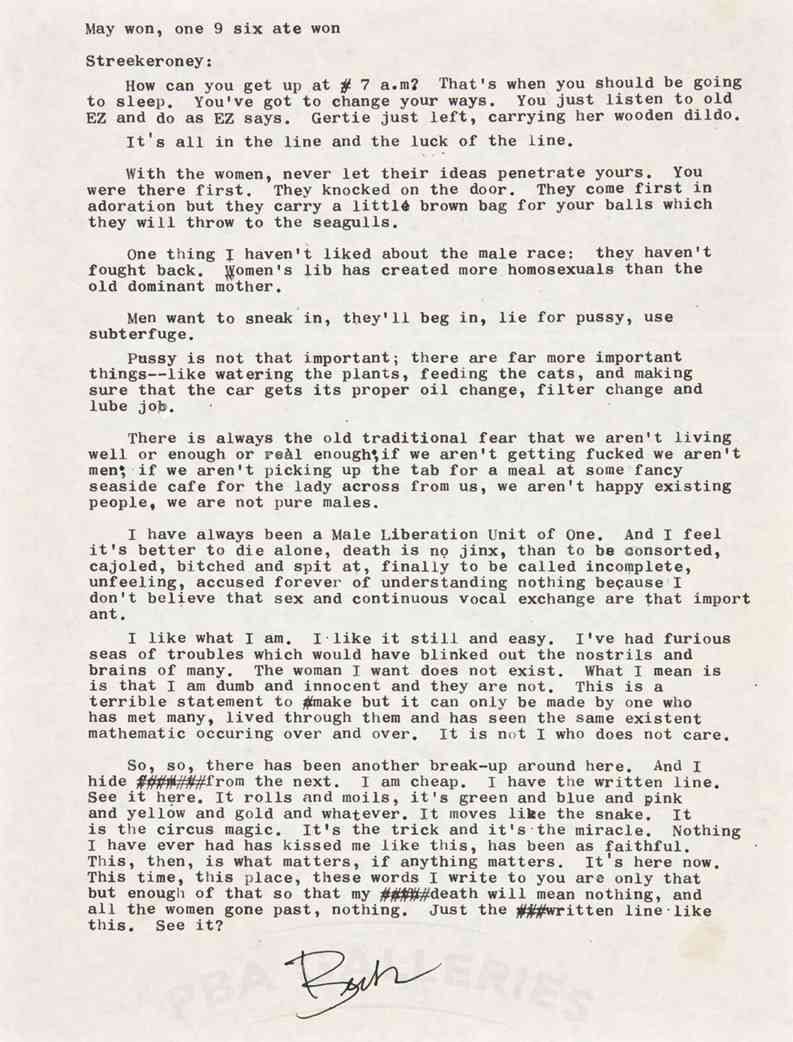 May won, one 9 six ate won
Streekeroney:
How can you get up at # 7 a.m? That's when you should be going
to sleep. You've got to change your ways. You just listen to old
EZ and do as EZ says. Gertie just left, carrying her wooden dildo.
It's all in the line and the luck of the line.
With the women, never let their ideas penetrate yours. You
were there first. They knocked on the door. They come first in
adoration but they carry a little brown bag for your balls which
they will throw to the seagulls.
One thing I haven't liked about the male race: they haven't
fought back. Women's lib has created more homosexuals than the
old dominant mother.
Men want to sneak in, they'll beg in, lie for pussy, use
subterfuge.
Pussy is not that important; there are far more important
things--like watering the plants, feeding the cats, and making
sure that the car gets its proper oil change, filter change and
lube job.
There is always the old traditional fear that we aren't living
well or enough or real enough;if we aren't getting fucked we aren't
men; if we aren't picking up the tab for a meal at some fancy
seaside cafe for the lady across from us, we aren't happy existing
people, we are not pure males.
I have always been a Male Liberation Unit of One. And I feel
it's better to die alone, death is no jinx, than to be consorted,
cajoled, bitched and spit at, finally to be called incomplete,
unfeeling, accused forever of understanding nothing because I
don't believe that sex and continuous vocal exchange are that import
ant.
I like what I am. I like it still and easy. I've had furious
seas of troubles which would have blinked out the nostrils and
brains of many. The woman I want does not exist. What I mean is
is that I am dumb and innocent and they are not. This is a
terrible statement to #make but it can only be made by one who
has met many, lived through them and has seen the same existent
mathematic occuring over and over. It is not I who does not care.
So, so, there has been another break-up around here. And I
hide #######from the next. I am cheap. I have the written line.
See it here. It rolls and moils, it's green and blue and pink
and yellow and gold and whatever. It moves like the snake. It
is the circus magic. It's the trick and it's the miracle. Nothing
I have ever had has kissed me like this, has been as faithful.
This, then, is what matters, if anything matters. It's here now.
This time, this place, these words I write to you are only that
but enough of that so that my #####death will mean nothing, and
all the women gone past, nothing. Just the ###written line like
this. See it?
Buk
PBA GALLERIES